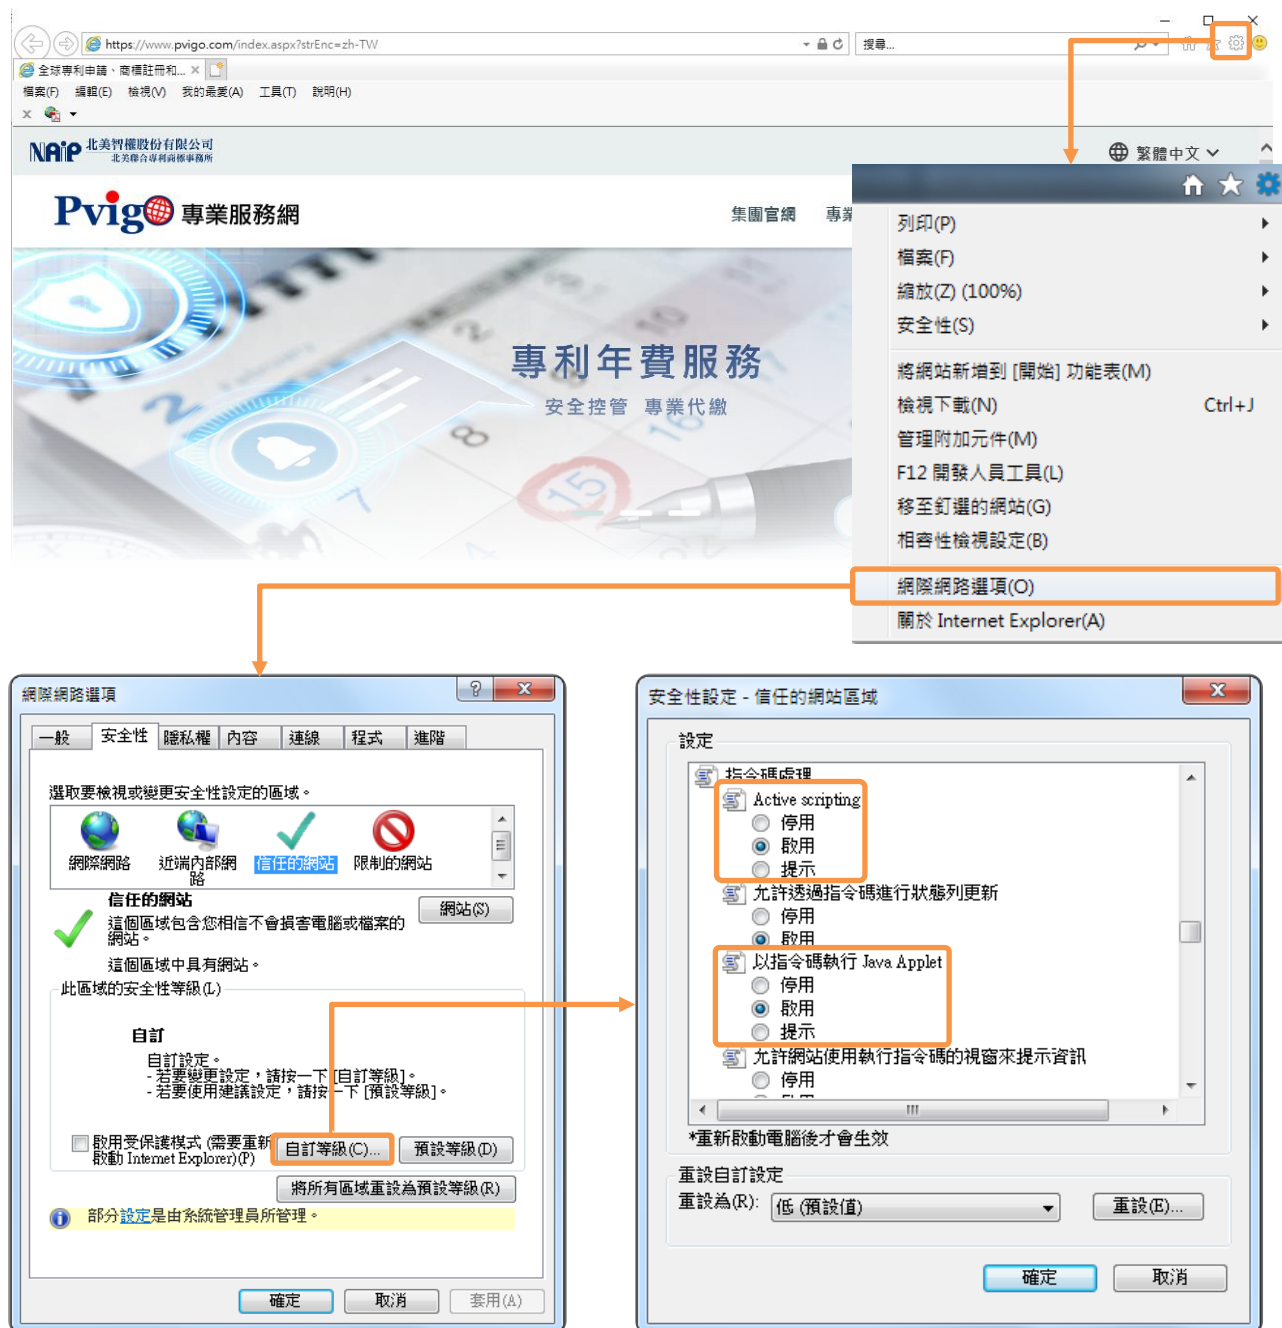 https://www.pvigo.com/index.aspx?strEnc=zh-TW
搜尋...
全球專利申請、商標註冊和...
檔案(F) 編輯(E) 檢視(V) 我的最愛(A) 工具(T) 說明(H)
NAiP 北美智權股份有限公司
北美聯合專利商標事務所
繁體中文
Pvigo 專業服務網
集團官網 專業
專利年費服務
安全控管 專業代繳
列印(P)
檔案(F)
縮放(Z) (100%)
安全性(S)
將網站新增到 [開始] 功能表(M)
檢視下載(N) Ctrl+J
管理附加元件(M)
F12 開發人員工具(L)
移至釘選的網站(G)
相容性檢視設定(B)
網際網路選項(O)
關於 Internet Explorer(A)
網際網路選項
一般 安全性 隱私權 內容 連線 程式 進階
選取要檢視或變更安全性設定的區域。
網際網路 近端內部網路 信任的網站 限制的網站
信任的網站
這個區域包含您相信不會損害電腦或檔案的
網站。
網站(S)
這個區域中具有網站。
此區域的安全性等級(L)
自訂
自訂設定。
- 若要變更設定，請按一下 [自訂等級]。
- 若要使用建議設定，請按一下 [預設等級]。
啟用受保護模式 (需要重新
啟動 Internet Explorer)(P)
自訂等級(C)... 預設等級(D)
將所有區域重設為預設等級(R)
部分設定是由系統管理員所管理。
確定 取消 套用(A)
安全性設定 - 信任的網站區域
設定
指令碼處理
Active scripting
停用
啟用
提示
允許透過指令碼進行狀態列更新
停用
啟用
以指令碼執行 Java Applet
停用
啟用
提示
允許網站使用執行指令碼的視窗來提示資訊
停用
啟用
*重新啟動電腦後才會生效
重設自訂設定
重設為(R): 低 (預設值) 重設(E)...
確定 取消